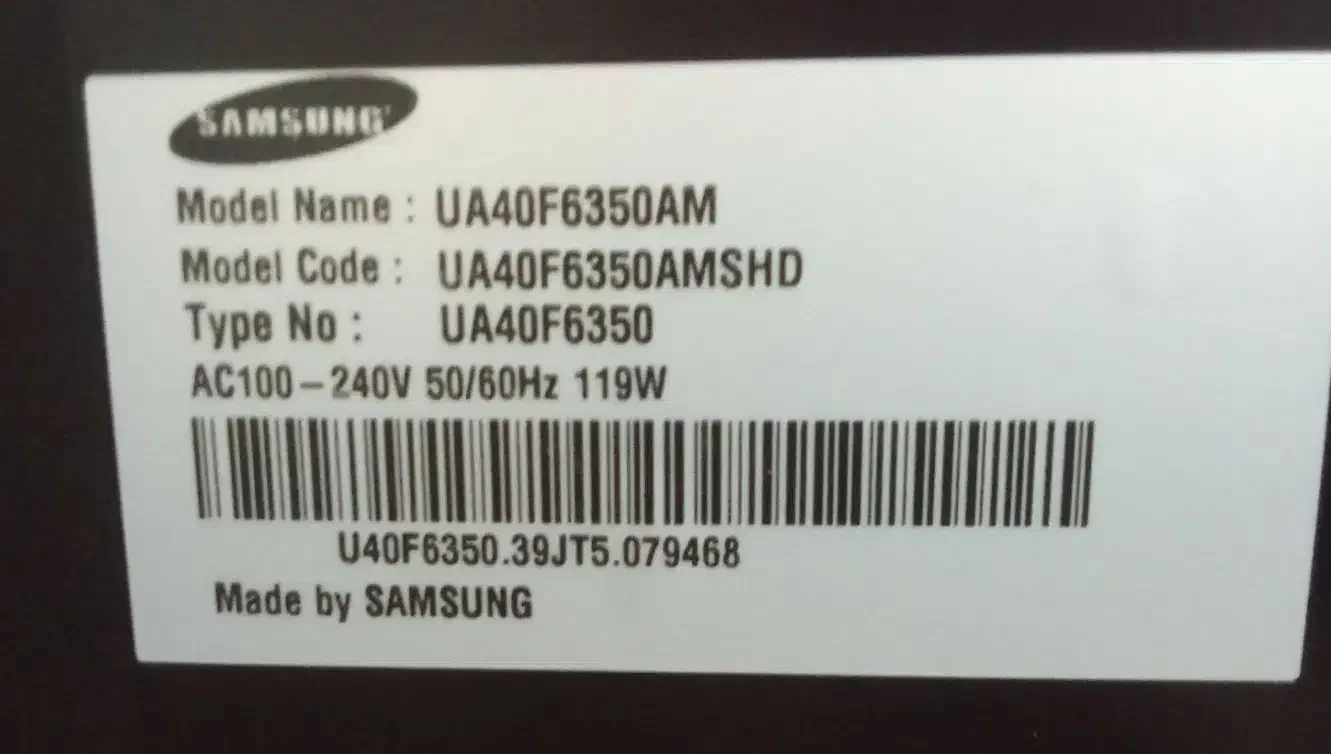 SAMSUNG
Model Name : UA40F6350AM
Model Code : UA40F6350AMSHD
Type No : UA40F6350
AC100-240V 50/60Hz 119W
U40F6350.39JT5.079468
Made by SAMSUNG